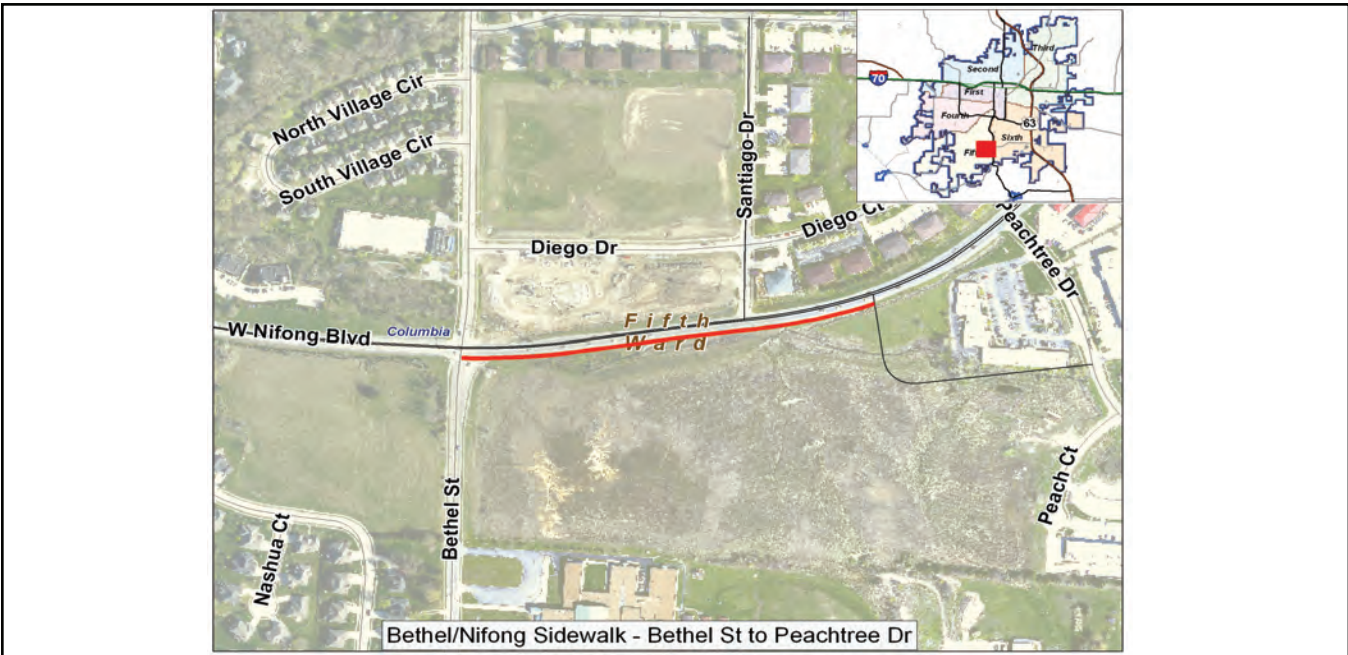 North Village Cir
South Village Cir
Santiago Dr
Diego Ct
Peachtree Dr
Diego Dr
W Nifong Blvd
Columbia
Fifth
Ward
Bethel St
Nashua Ct
Peach Ct
Bethel/Nifong Sidewalk - Bethel St to Peachtree Dr
Third
Second
70
First
Fourth
63
Sixth